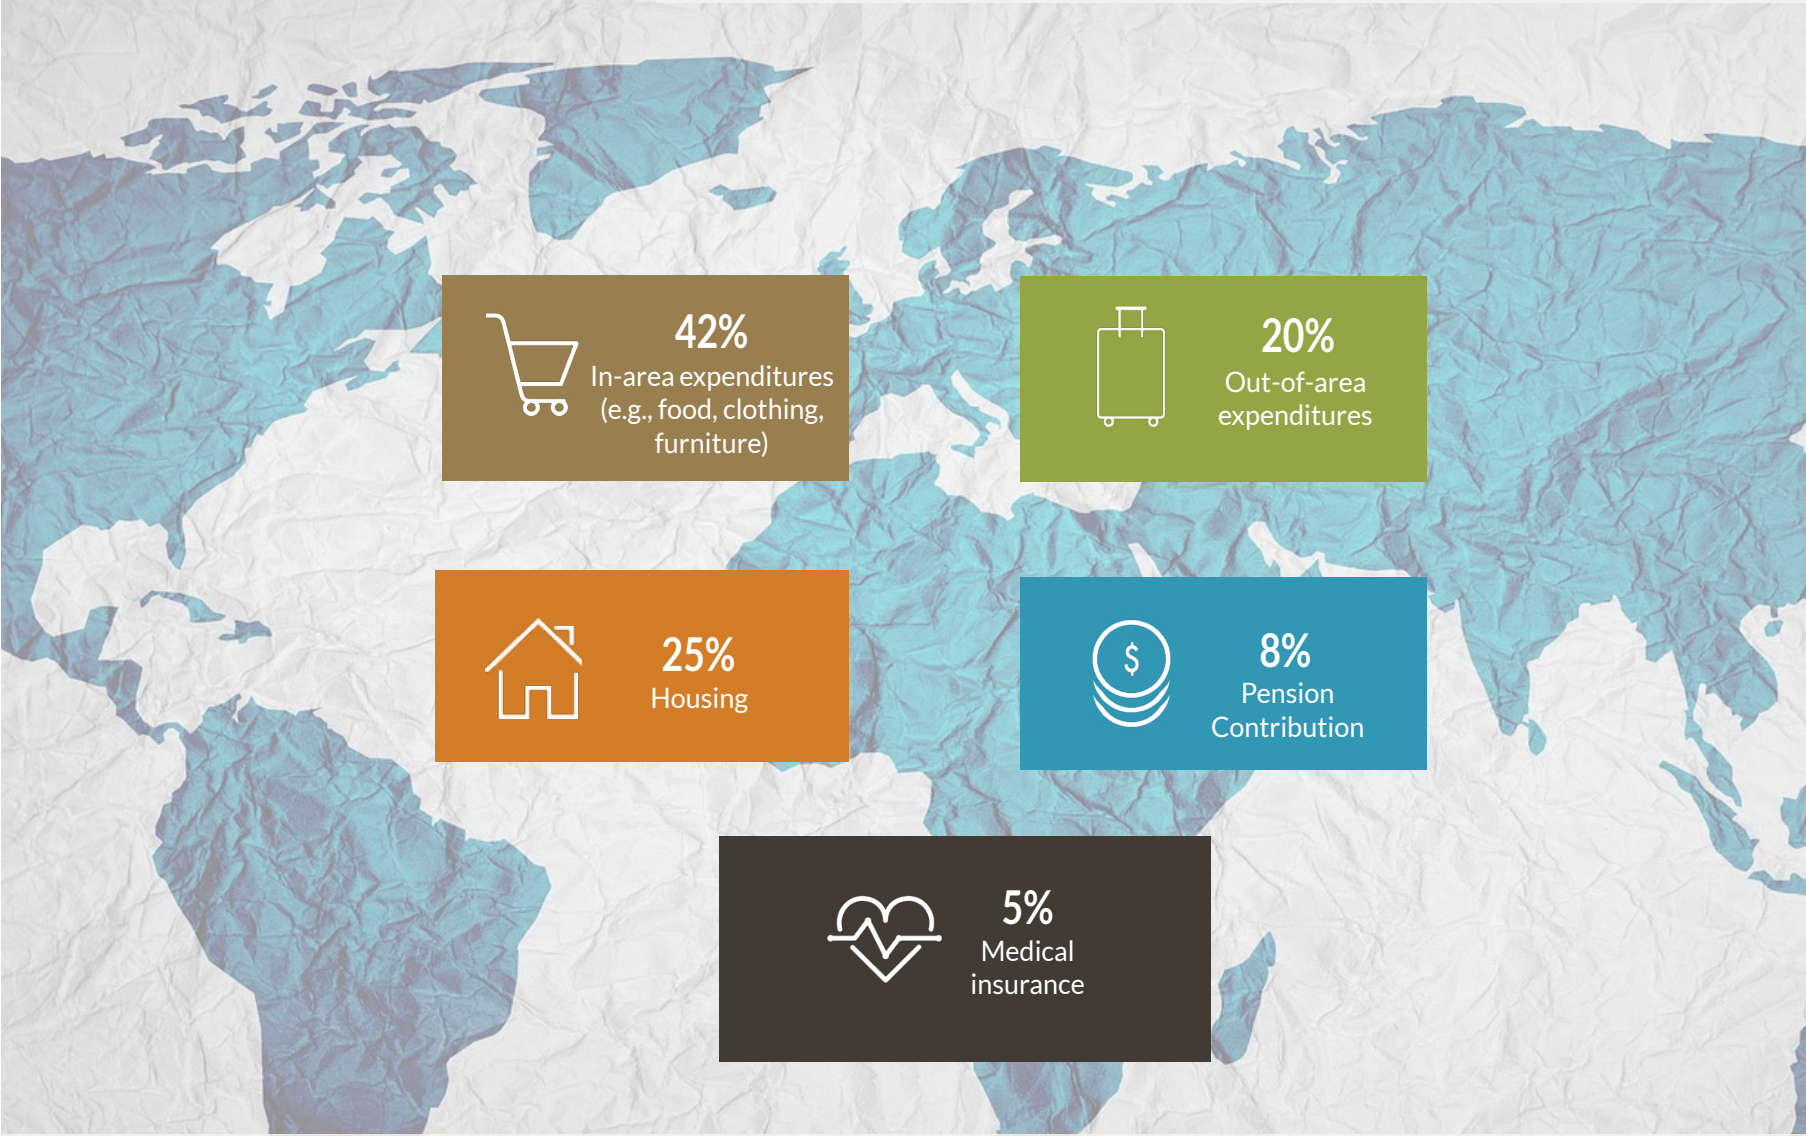 42%
In-area expenditures
(e.g., food, clothing,
furniture)
20%
Out-of-area
expenditures
25%
Housing
$
8%
Pension
Contribution
5%
Medical
insurance